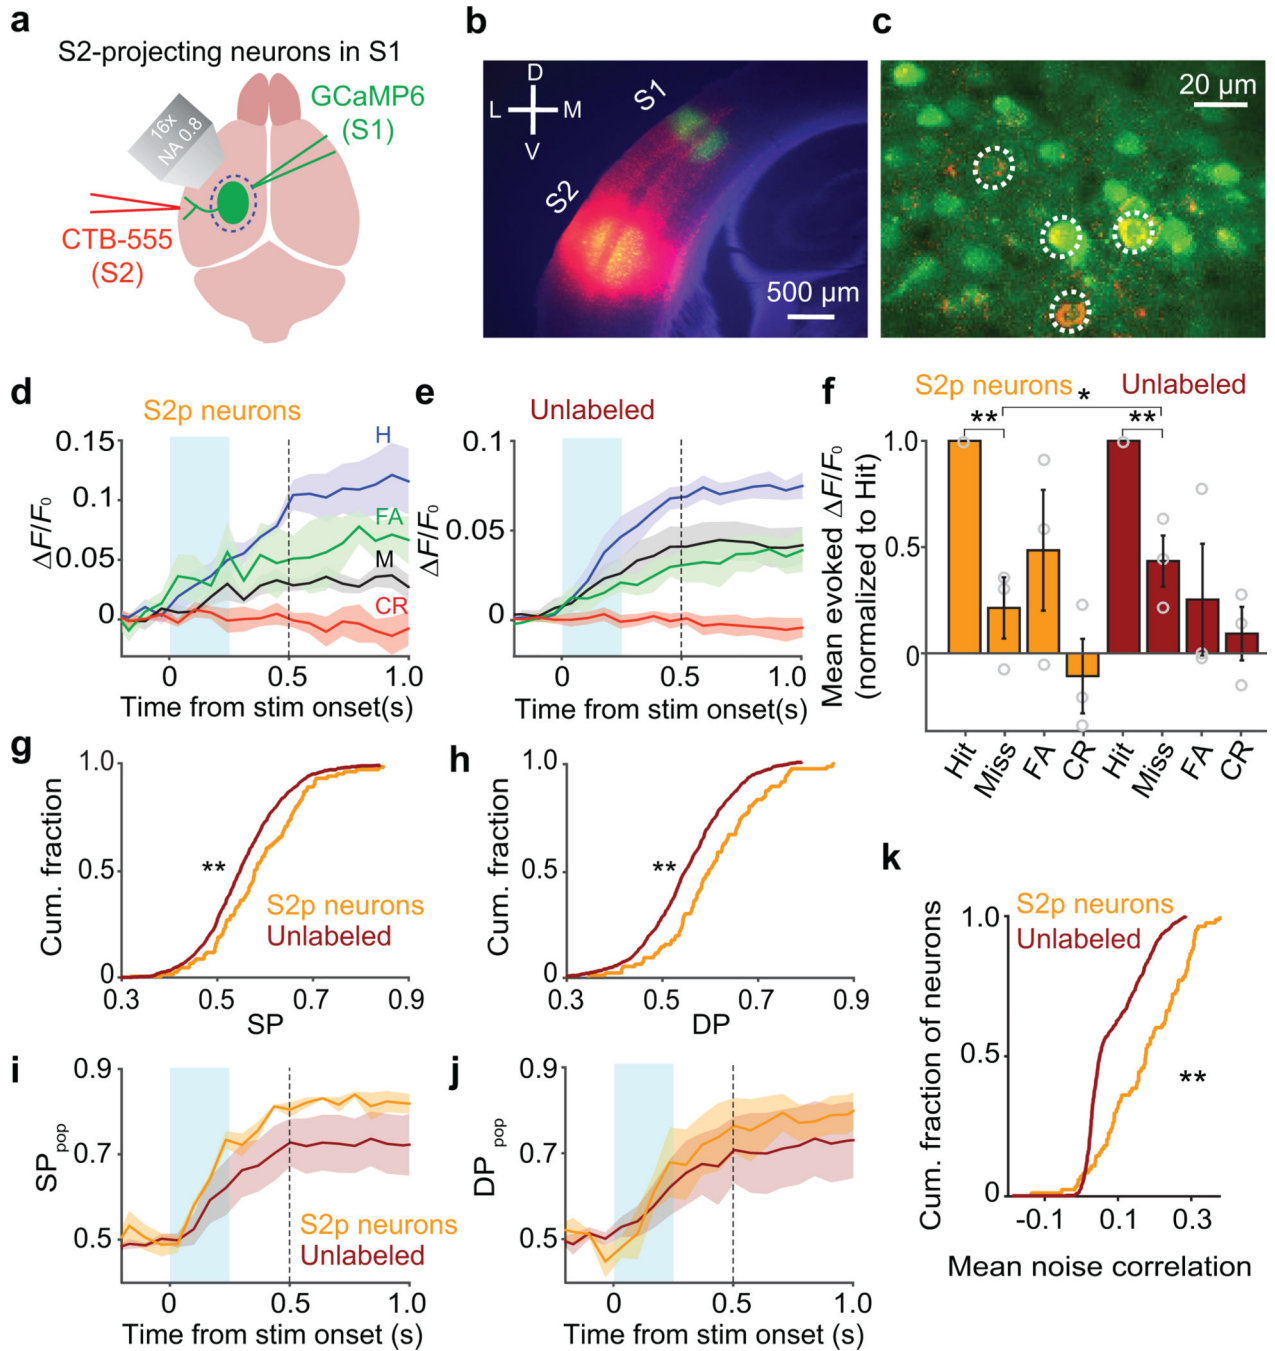 a
S2-projecting neurons in S1
GCaMP6
(S1)
16x
NA 0.8
CTB-555
(S2)
b
D
L M
V
S1
S2
500 µm
c
20 µm
d
S2p neurons
0.15
0.1
0.05
0
ΔF/F0
H
FA
M
CR
0 0.5 1.0
Time from stim onset(s)
e
Unlabeled
0.1
0.05
0
ΔF/F0
0 0.5 1.0
Time from stim onset(s)
f
S2p neurons Unlabeled
*
** **
1
0.5
0
Mean evoked ΔF/F0
(normalized to Hit)
Hit Miss FA CR Hit Miss FA CR
g
1.0
0.5
0
Cum. fraction
**
S2p neurons
Unlabeled
0.3 0.5 0.7 0.9
SP
h
1.0
0.5
0
Cum. fraction
**
0.3 0.5 0.7 0.9
DP
i
0.9
0.7
0.5
SPpop
S2p neurons
Unlabeled
0 0.5 1.0
Time from stim onset (s)
j
0.9
0.7
0.5
DP pop
0 0.5 1.0
Time from stim onset (s)
k
S2p neurons
Unlabeled
1.0
0.5
0
Cum. fraction of neurons
**
-0.1 0.1 0.3
Mean noise correlation